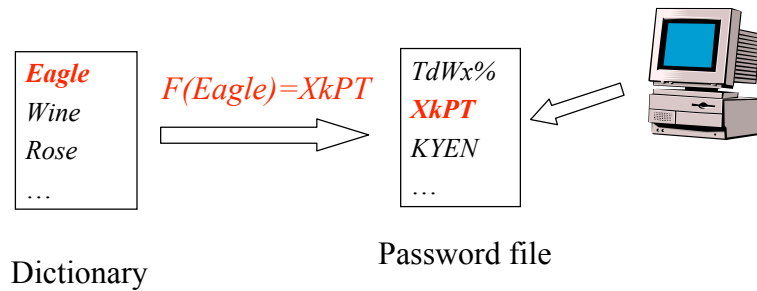 Eagle
Wine
Rose
…
Dictionary
F(Eagle)=XkPT
TdWx%
XkPT
KYEN
…
Password file